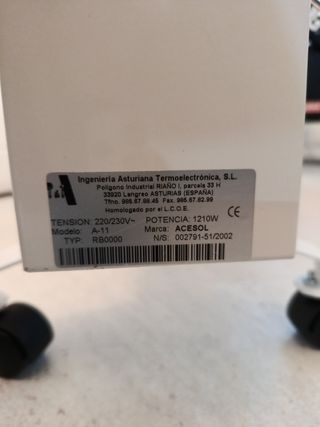 Ingeniería Asturiana Termoelectrónica, S.L.
Polígono Industrial RIAÑO I, parcela 33 H
33920 Langreo ASTURIAS (ESPAÑA)
Tfno. 985.67.88.45 Fax. 985.67.82.99
Homologado por el L.C.O.E.
TENSION: 220/230V~ POTENCIA: 1210W CE
Modelo: A-11 Marca: ACESOL
TYP: RB0000 N/S: 002791-51/2002